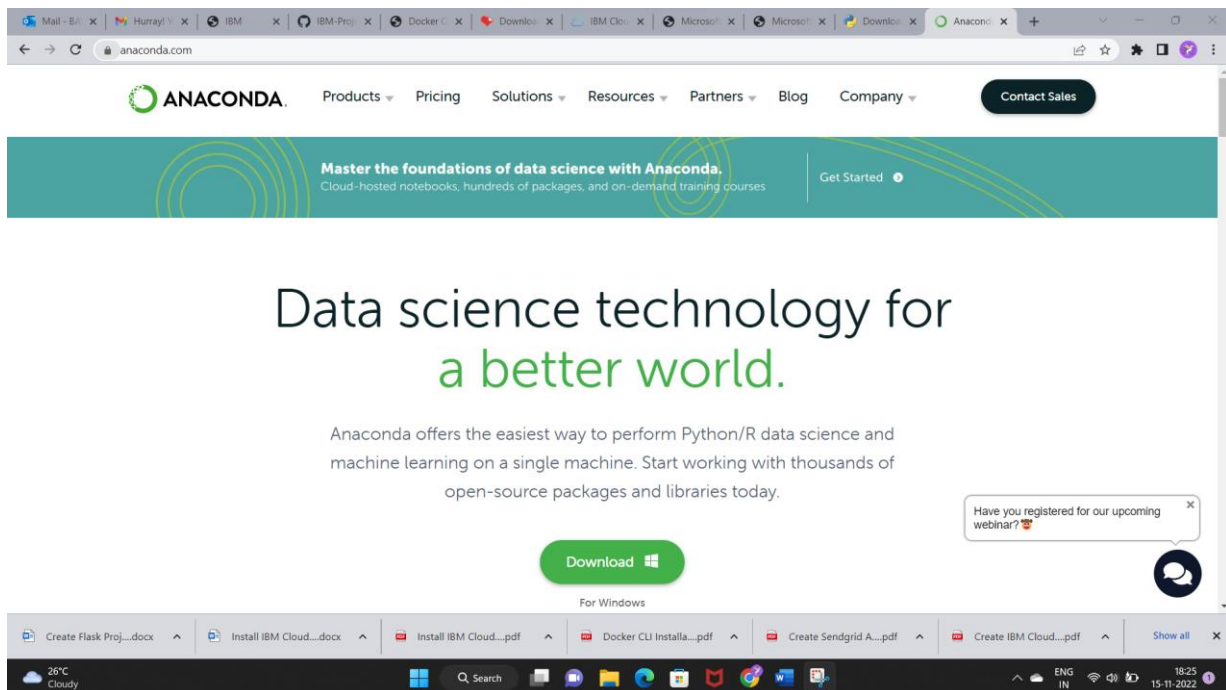 Mail - BA Hurray! Y IBM IBM-Proje Docker C Downloa IBM Clou Microsof Microsof Downloa Anacond
anaconda.com
ANACONDA. Products Pricing Solutions Resources Partners Blog Company Contact Sales
Master the foundations of data science with Anaconda.
Cloud-hosted notebooks, hundreds of packages, and on-demand training courses
Get Started
Data science technology for
a better world.
Anaconda offers the easiest way to perform Python/R data science and
machine learning on a single machine. Start working with thousands of
open-source packages and libraries today.
Have you registered for our upcoming
webinar?
Download
For Windows
Create Flask Proj....docx Install IBM Cloud....docx Install IBM Cloud....pdf Docker CLI Installa....pdf Create Sendgrid A....pdf Create IBM Cloud....pdf Show all
26°C
Cloudy
Search
ENG
IN
18:25
15-11-2022